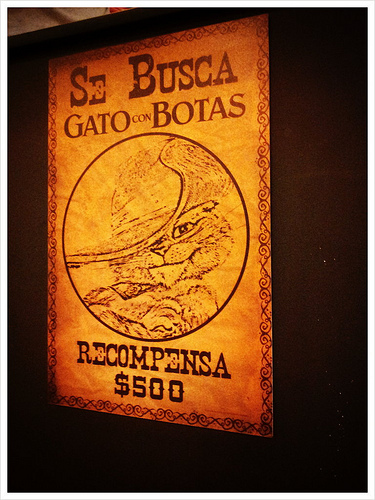 Se Busca
Gato con Botas
Recompensa
$500